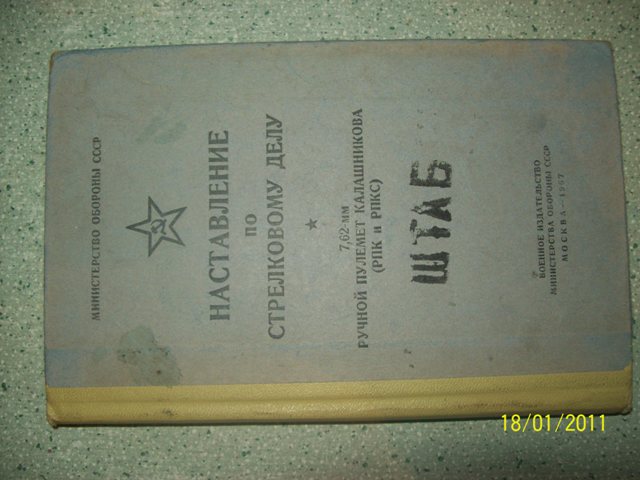 МИНИСТЕРСТВО ОБОРОНЫ СССР
НАСТАВЛЕНИЕ
ПО
СТРЕЛКОВОМУ ДЕЛУ
7,62-мм
РУЧНОЙ ПУЛЕМЕТ КАЛАШНИКОВА
(РПК и РПКС)
ШТАБ
ВОЕННОЕ ИЗДАТЕЛЬСТВО
МИНИСТЕРСТВА ОБОРОНЫ СССР
МОСКВА—1967
18/01/2011